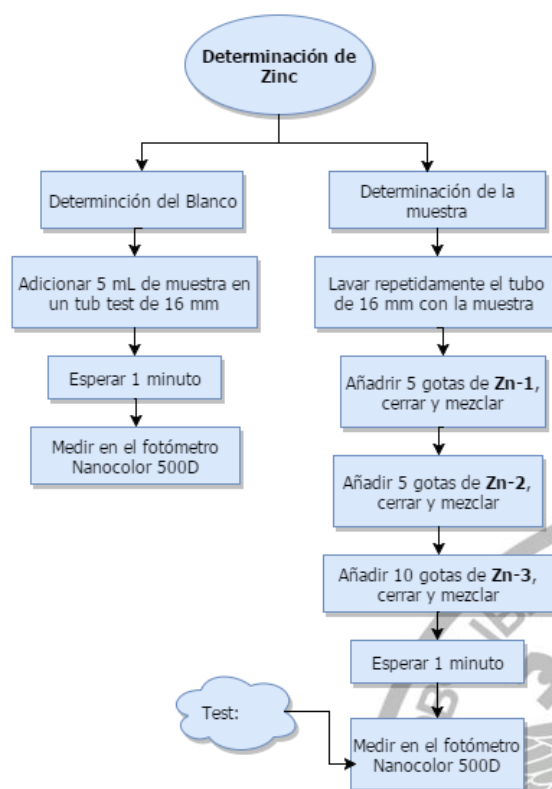 Determinación de
Zinc
Determinción del Blanco
Adicionar 5 mL de muestra en
un tub test de 16 mm
Esperar 1 minuto
Medir en el fotómetro
Nanocolor 500D
Determinación de la
muestra
Lavar repetidamente el tubo
de 16 mm con la muestra
Añadrir 5 gotas de Zn-1,
cerrar y mezclar
Añadir 5 gotas de Zn-2,
cerrar y mezclar
Añadir 10 gotas de Zn-3,
cerrar y mezclar
Esperar 1 minuto
Test:
Medir en el fotómetro
Nanocolor 500D